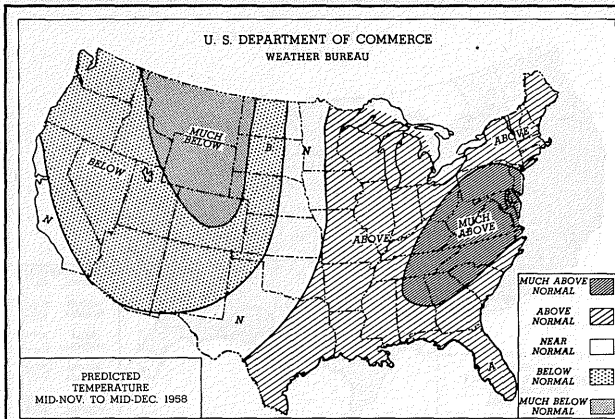 U. S. DEPARTMENT OF COMMERCE
WEATHER BUREAU
MUCH
BELOW
B
N
ABOVE
BELOW
N
MUCH
ABOVE
ABOVE
N
A
MUCH ABOVE
NORMAL
ABOVE
NORMAL
NEAR
NORMAL
BELOW
NORMAL
MUCH BELOW
NORMAL
PREDICTED
TEMPERATURE
MID-NOV. TO MID-DEC. 1958